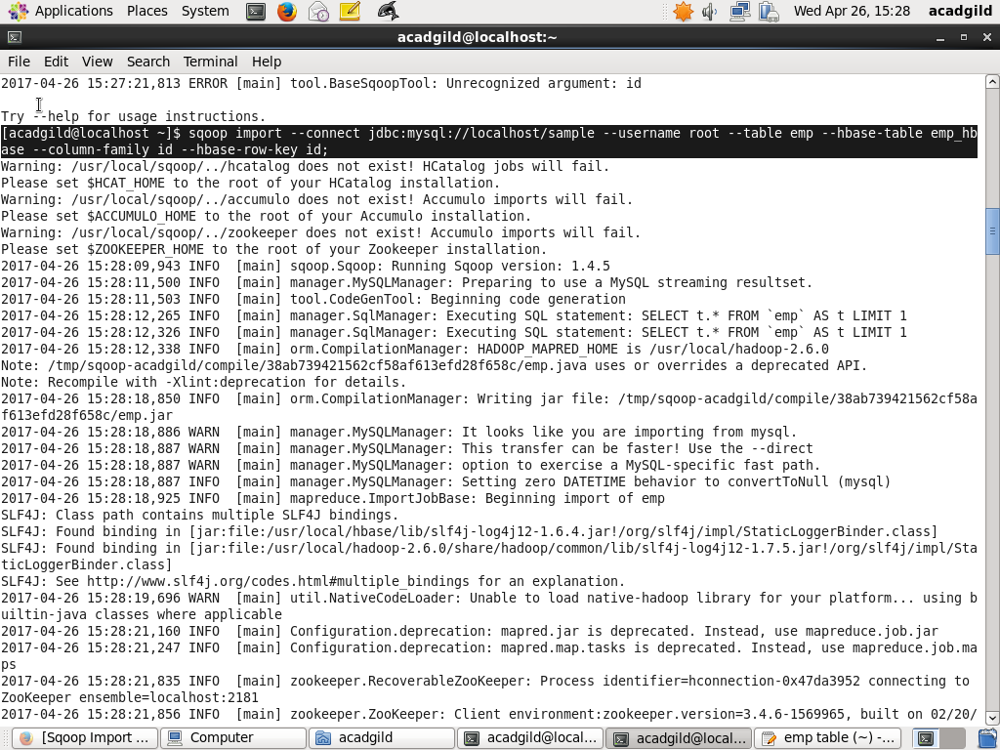 Applications Places System Wed Apr 26, 15:28 acadgild
acadgild@localhost:~
File Edit View Search Terminal Help
2017-04-26 15:27:21,813 ERROR [main] tool.BaseSqoopTool: Unrecognized argument: id
Try --help for usage instructions.
[acadgild@localhost ~]$ sqoop import --connect jdbc:mysql://localhost/sample --username root --table emp --hbase-table emp_hb
ase --column-family id --hbase-row-key id;
Warning: /usr/local/sqoop/../hcatalog does not exist! HCatalog jobs will fail.
Please set $HCAT_HOME to the root of your HCatalog installation.
Warning: /usr/local/sqoop/../accumulo does not exist! Accumulo imports will fail.
Please set $ACCUMULO_HOME to the root of your Accumulo installation.
Warning: /usr/local/sqoop/../zookeeper does not exist! Accumulo imports will fail.
Please set $ZOOKEEPER_HOME to the root of your Zookeeper installation.
2017-04-26 15:28:09,943 INFO  [main] sqoop.Sqoop: Running Sqoop version: 1.4.5
2017-04-26 15:28:11,500 INFO  [main] manager.MySQLManager: Preparing to use a MySQL streaming resultset.
2017-04-26 15:28:11,503 INFO  [main] tool.CodeGenTool: Beginning code generation
2017-04-26 15:28:12,265 INFO  [main] manager.SqlManager: Executing SQL statement: SELECT t.* FROM `emp` AS t LIMIT 1
2017-04-26 15:28:12,326 INFO  [main] manager.SqlManager: Executing SQL statement: SELECT t.* FROM `emp` AS t LIMIT 1
2017-04-26 15:28:12,338 INFO  [main] orm.CompilationManager: HADOOP_MAPRED_HOME is /usr/local/hadoop-2.6.0
Note: /tmp/sqoop-acadgild/compile/38ab739421562cf58af613efd28f658c/emp.java uses or overrides a deprecated API.
Note: Recompile with -Xlint:deprecation for details.
2017-04-26 15:28:18,850 INFO  [main] orm.CompilationManager: Writing jar file: /tmp/sqoop-acadgild/compile/38ab739421562cf58a
f613efd28f658c/emp.jar
2017-04-26 15:28:18,886 WARN  [main] manager.MySQLManager: It looks like you are importing from mysql.
2017-04-26 15:28:18,887 WARN  [main] manager.MySQLManager: This transfer can be faster! Use the --direct
2017-04-26 15:28:18,887 WARN  [main] manager.MySQLManager: option to exercise a MySQL-specific fast path.
2017-04-26 15:28:18,887 INFO  [main] manager.MySQLManager: Setting zero DATETIME behavior to convertToNull (mysql)
2017-04-26 15:28:18,925 INFO  [main] mapreduce.ImportJobBase: Beginning import of emp
SLF4J: Class path contains multiple SLF4J bindings.
SLF4J: Found binding in [jar:file:/usr/local/hbase/lib/slf4j-log4j12-1.6.4.jar!/org/slf4j/impl/StaticLoggerBinder.class]
SLF4J: Found binding in [jar:file:/usr/local/hadoop-2.6.0/share/hadoop/common/lib/slf4j-log4j12-1.7.5.jar!/org/slf4j/impl/Sta
ticLoggerBinder.class]
SLF4J: See http://www.slf4j.org/codes.html#multiple_bindings for an explanation.
2017-04-26 15:28:19,696 WARN  [main] util.NativeCodeLoader: Unable to load native-hadoop library for your platform... using b
uiltin-java classes where applicable
2017-04-26 15:28:21,160 INFO  [main] Configuration.deprecation: mapred.jar is deprecated. Instead, use mapreduce.job.jar
2017-04-26 15:28:21,247 INFO  [main] Configuration.deprecation: mapred.map.tasks is deprecated. Instead, use mapreduce.job.ma
ps
2017-04-26 15:28:21,835 INFO  [main] zookeeper.RecoverableZooKeeper: Process identifier=hconnection-0x47da3952 connecting to
ZooKeeper ensemble=localhost:2181
2017-04-26 15:28:21,856 INFO  [main] zookeeper.ZooKeeper: Client environment:zookeeper.version=3.4.6-1569965, built on 02/20/
[Sqoop Import ... Computer acadgild acadgild@local... acadgild@local... emp table (~) -...